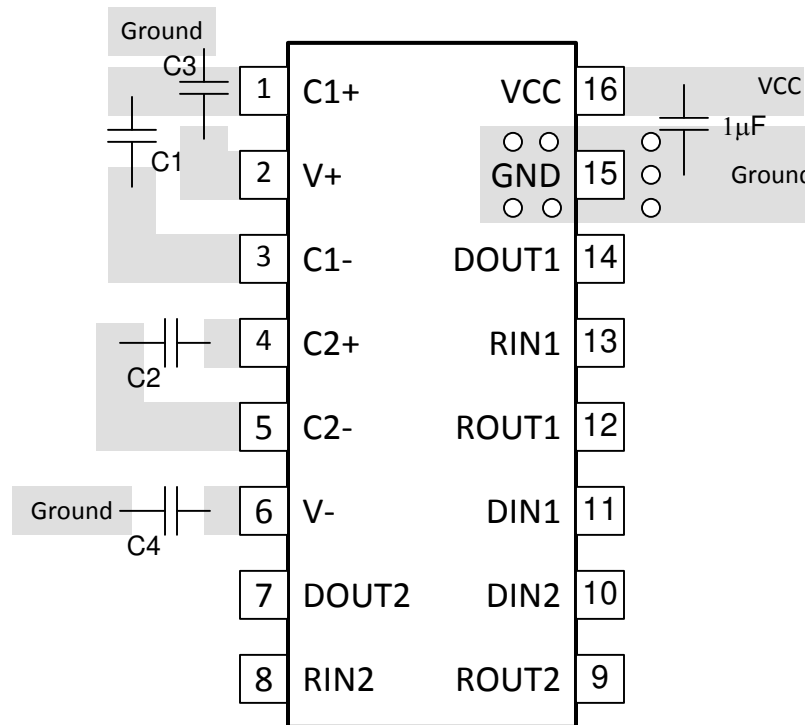 Ground
C3
1 C1+ VCC 16 VCC
C1
1µF
2 V+ GND 15 Ground
3 C1- DOUT1 14
4 C2+ RIN1 13
C2
5 C2- ROUT1 12
Ground 6 V- DIN1 11
C4
7 DOUT2 DIN2 10
8 RIN2 ROUT2 9